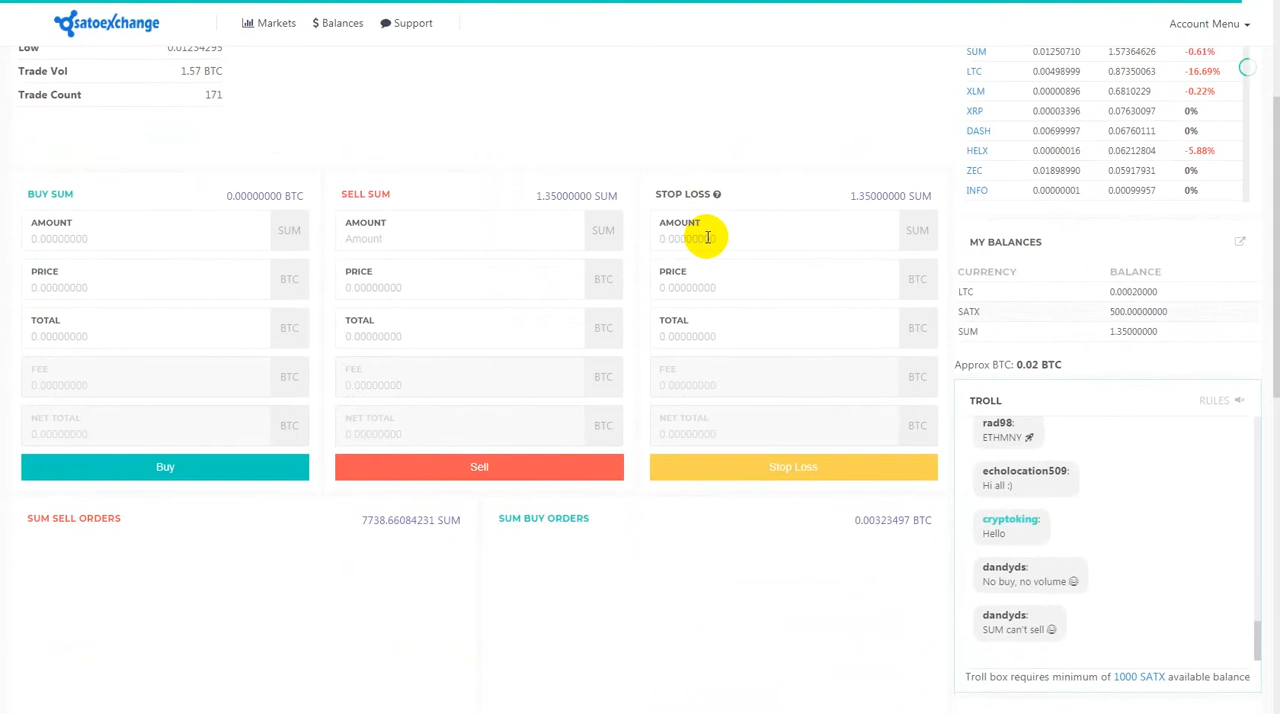 satoexchange
Markets
$ Balances
Support
Account Menu
Low 0.01234295
Trade Vol 1.57 BTC
Trade Count 171
SUM 0.01250710 1.57364626 -0.61%
LTC 0.00498999 0.87350063 -16.69%
XLM 0.00000896 0.6810229 -0.22%
XRP 0.00003396 0.07630097 0%
DASH 0.00699997 0.06760111 0%
HELX 0.00000016 0.06212804 -5.88%
ZEC 0.01898990 0.05917931 0%
INFO 0.00000001 0.00099957 0%
BUY SUM 0.00000000 BTC
AMOUNT
0.00000000 SUM
PRICE
0.00000000 BTC
TOTAL
0.00000000 BTC
FEE
0.00000000 BTC
NET TOTAL
0.00000000 BTC
Buy
SELL SUM 1.35000000 SUM
AMOUNT
Amount SUM
PRICE
0.00000000 BTC
TOTAL
0.00000000 BTC
FEE
0.00000000 BTC
NET TOTAL
0.00000000 BTC
Sell
STOP LOSS 1.35000000 SUM
AMOUNT
0.00000000 SUM
PRICE
0.00000000 BTC
TOTAL
0.00000000 BTC
FEE
0.00000000 BTC
NET TOTAL
0.00000000 BTC
Stop Loss
MY BALANCES
CURRENCY BALANCE
LTC 0.00020000
SATX 500.00000000
SUM 1.35000000
Approx BTC: 0.02 BTC
TROLL RULES
rad98:
ETHMNY
echolocation509:
Hi all :)
cryptoking:
Hello
dandyds:
No buy, no volume
dandyds:
SUM can't sell
Troll box requires minimum of 1000 SATX available balance
SUM SELL ORDERS 7738.66084231 SUM
SUM BUY ORDERS 0.00323497 BTC